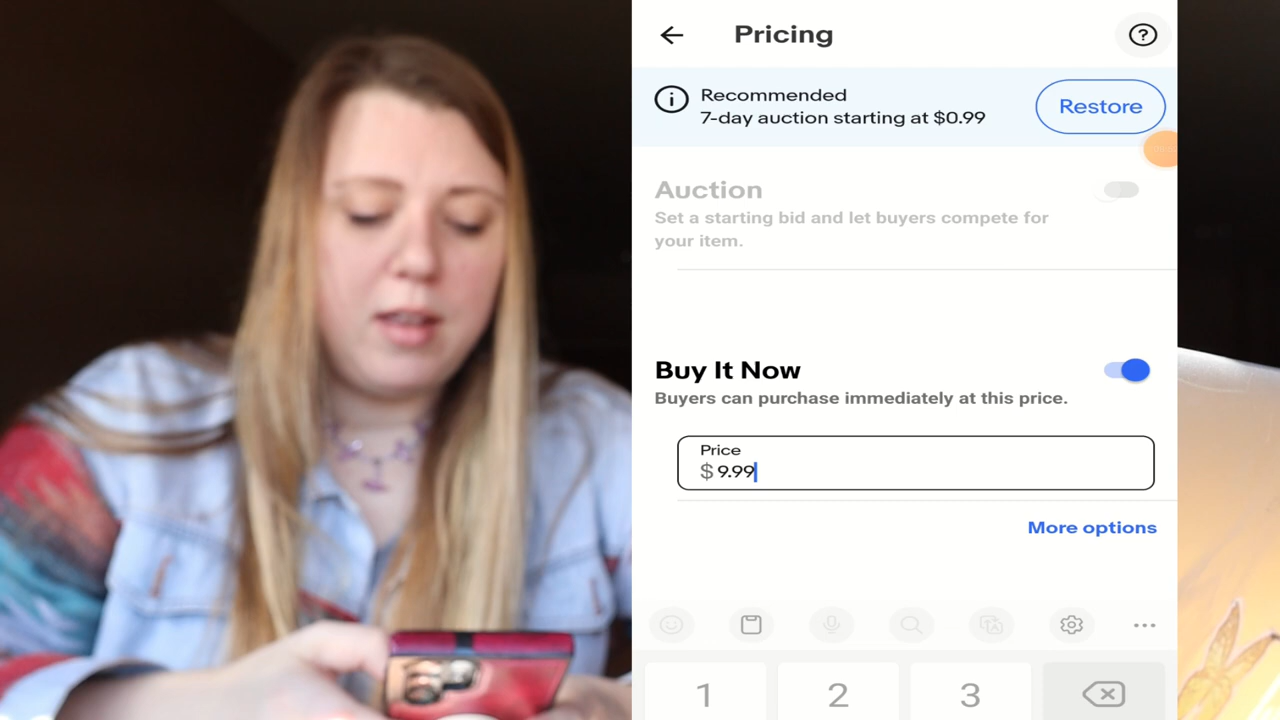 Pricing
Recommended
7-day auction starting at $0.99
Restore
Auction
Set a starting bid and let buyers compete for
your item.
Buy It Now
Buyers can purchase immediately at this price.
Price
$ 9.99
More options
1 2 3